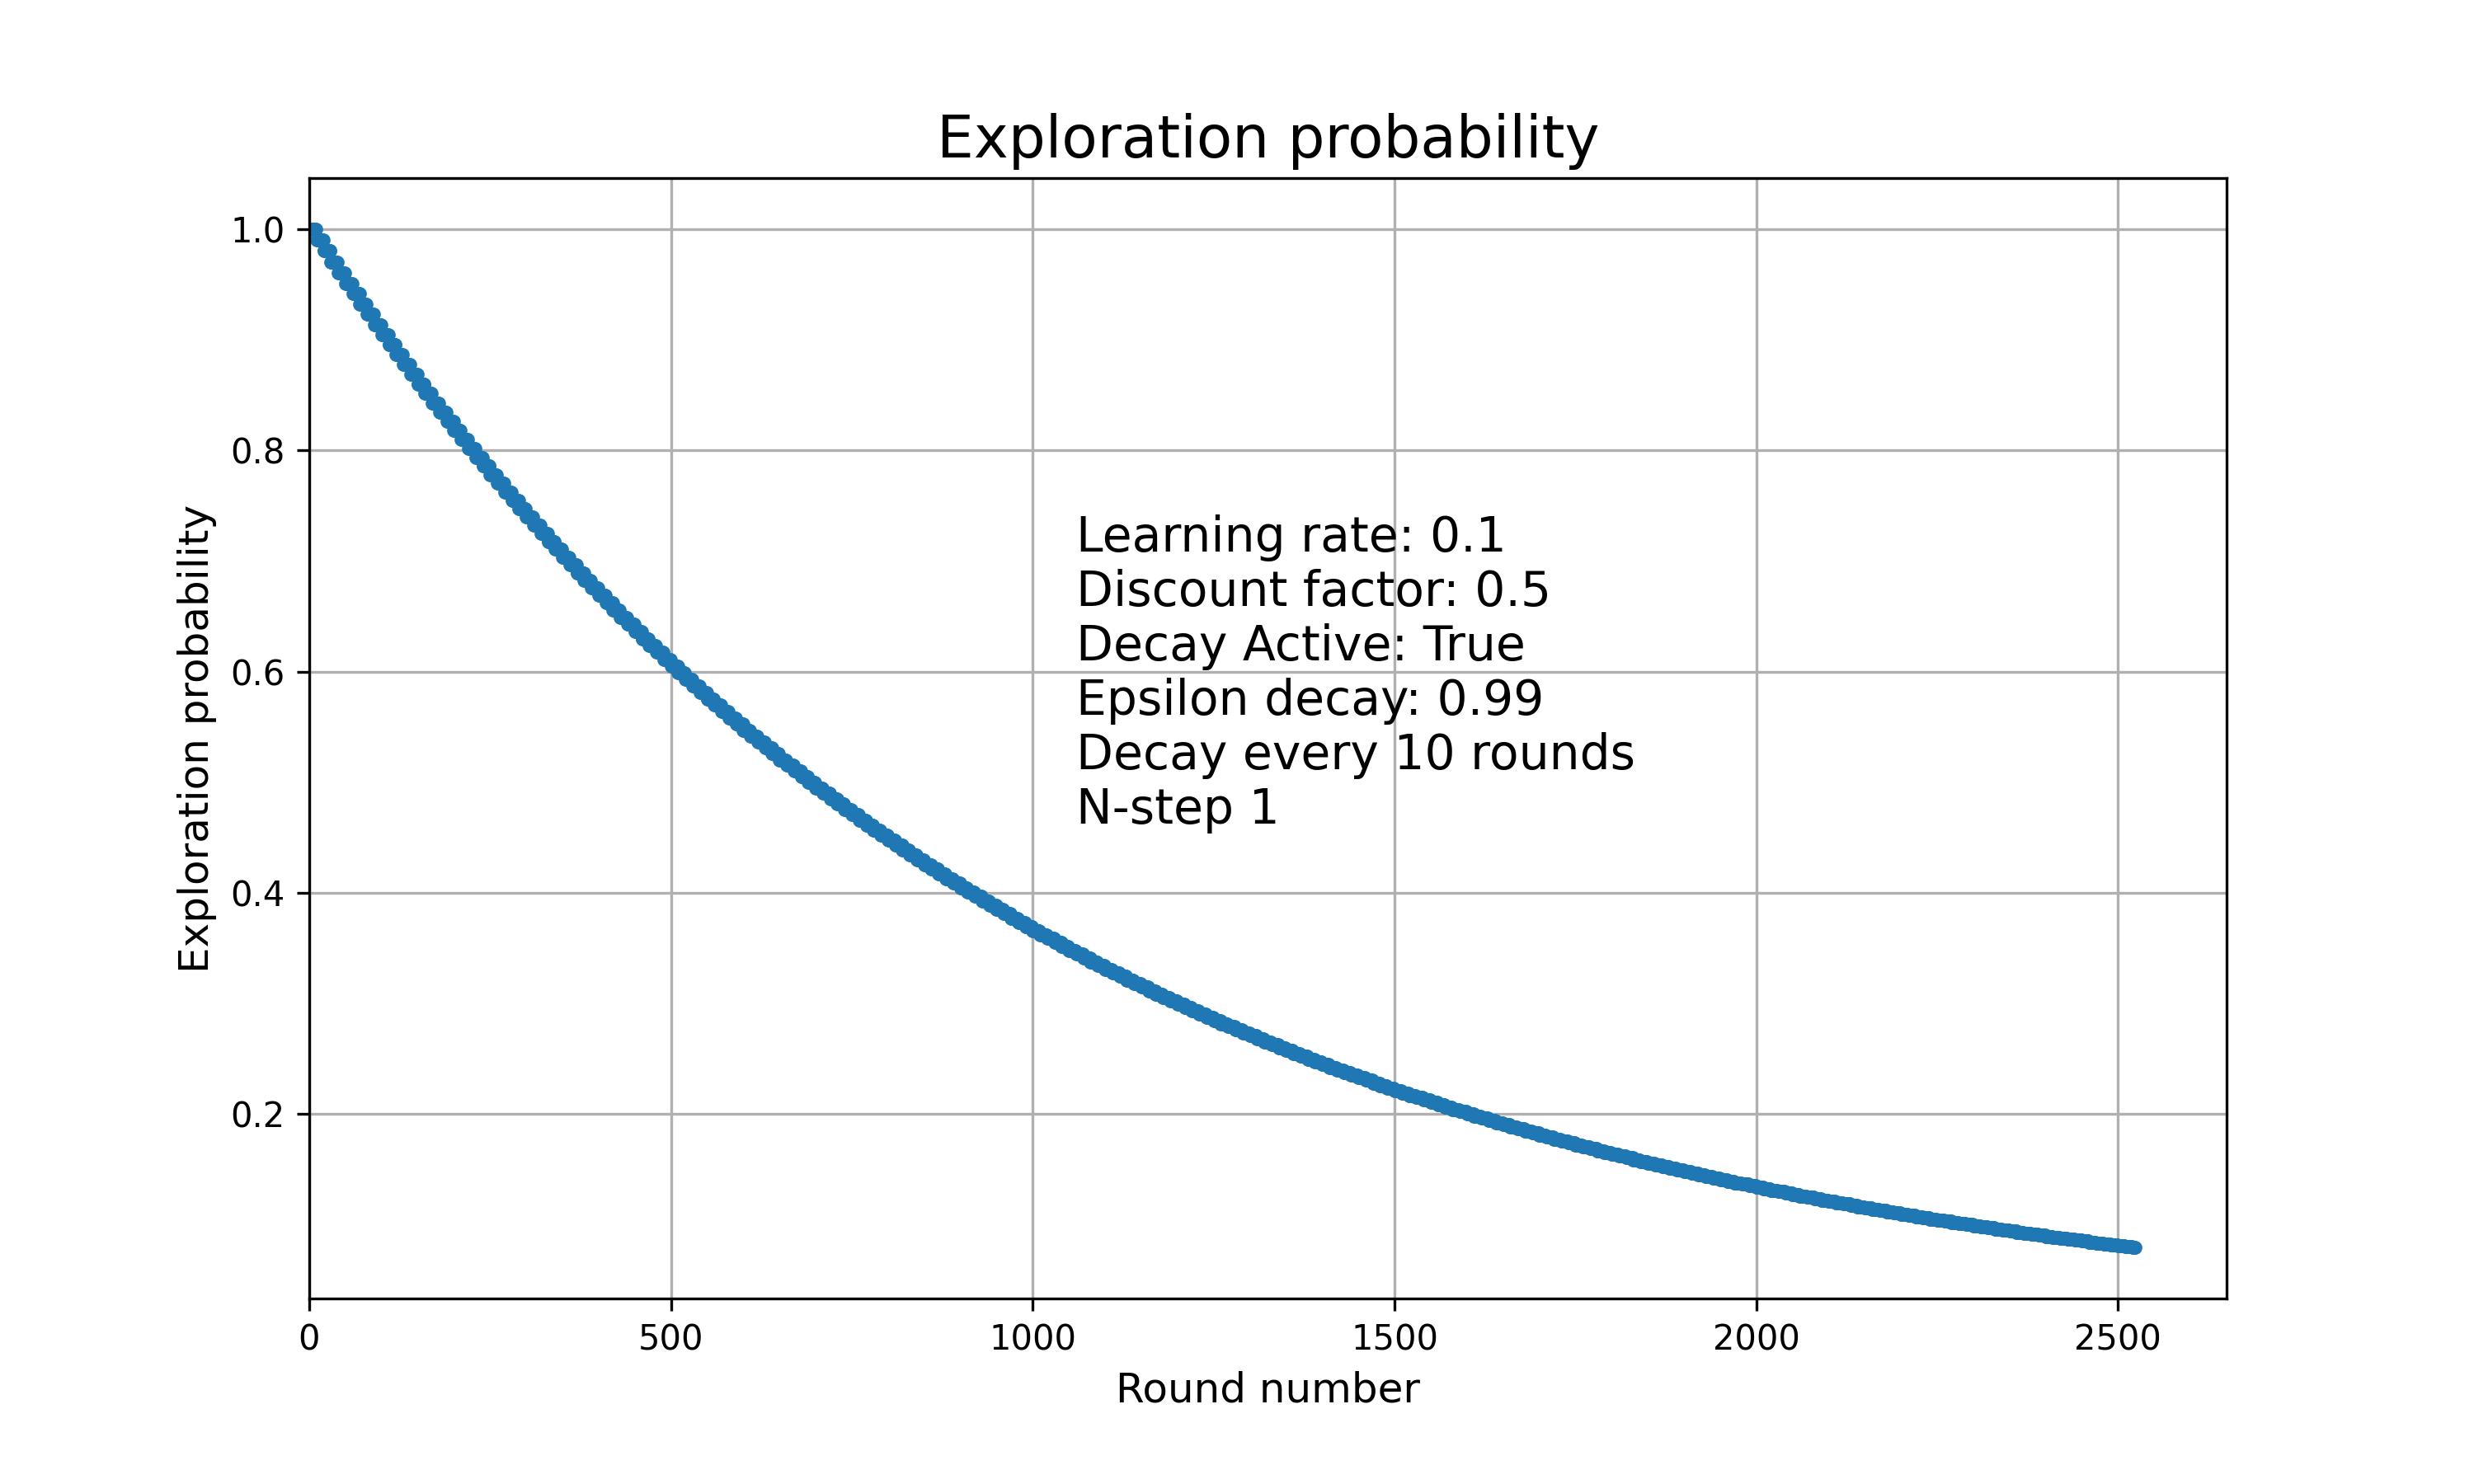 Exploration probability
Exploration probability
1.0
0.8
0.6
0.4
0.2
Learning rate: 0.1
Discount factor: 0.5
Decay Active: True
Epsilon decay: 0.99
Decay every 10 rounds
N-step 1
0 500 1000 1500 2000 2500
Round number